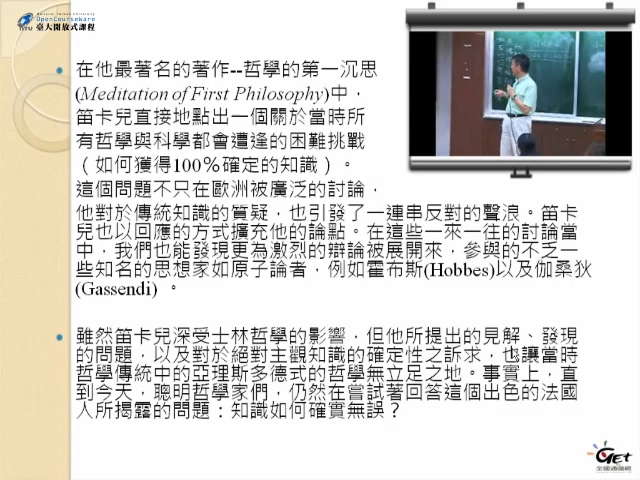 National Taiwan University
OpenCourseWare
NTU 臺大開放式課程
在他最著名的著作--哲學的第一沉思
(Meditation of First Philosophy)中，
笛卡兒直接地點出一個關於當時所
有哲學與科學都會遭逢的困難挑戰
（如何獲得100%確定的知識）。
這個問題不只在歐洲被廣泛的討論，
他對於傳統知識的質疑，也引發了一連串反對的聲浪。笛卡
兒也以回應的方式擴充他的論點。在這些一來一往的討論當
中，我們也能發現更為激烈的辯論被展開來，參與的不乏一
些知名的思想家如原子論者，例如霍布斯(Hobbes)以及伽桑狄
(Gassendi) 。
雖然笛卡兒深受士林哲學的影響，但他所提出的見解、發現
的問題，以及對於絕對主觀知識的確定性之訴求，也讓當時
哲學傳統中的亞理斯多德式的哲學無立足之地。事實上，直
到今天，聰明哲學家們，仍然在嘗試著回答這個出色的法國
人所揭露的問題：知識如何確實無誤？
GET
全國通識網